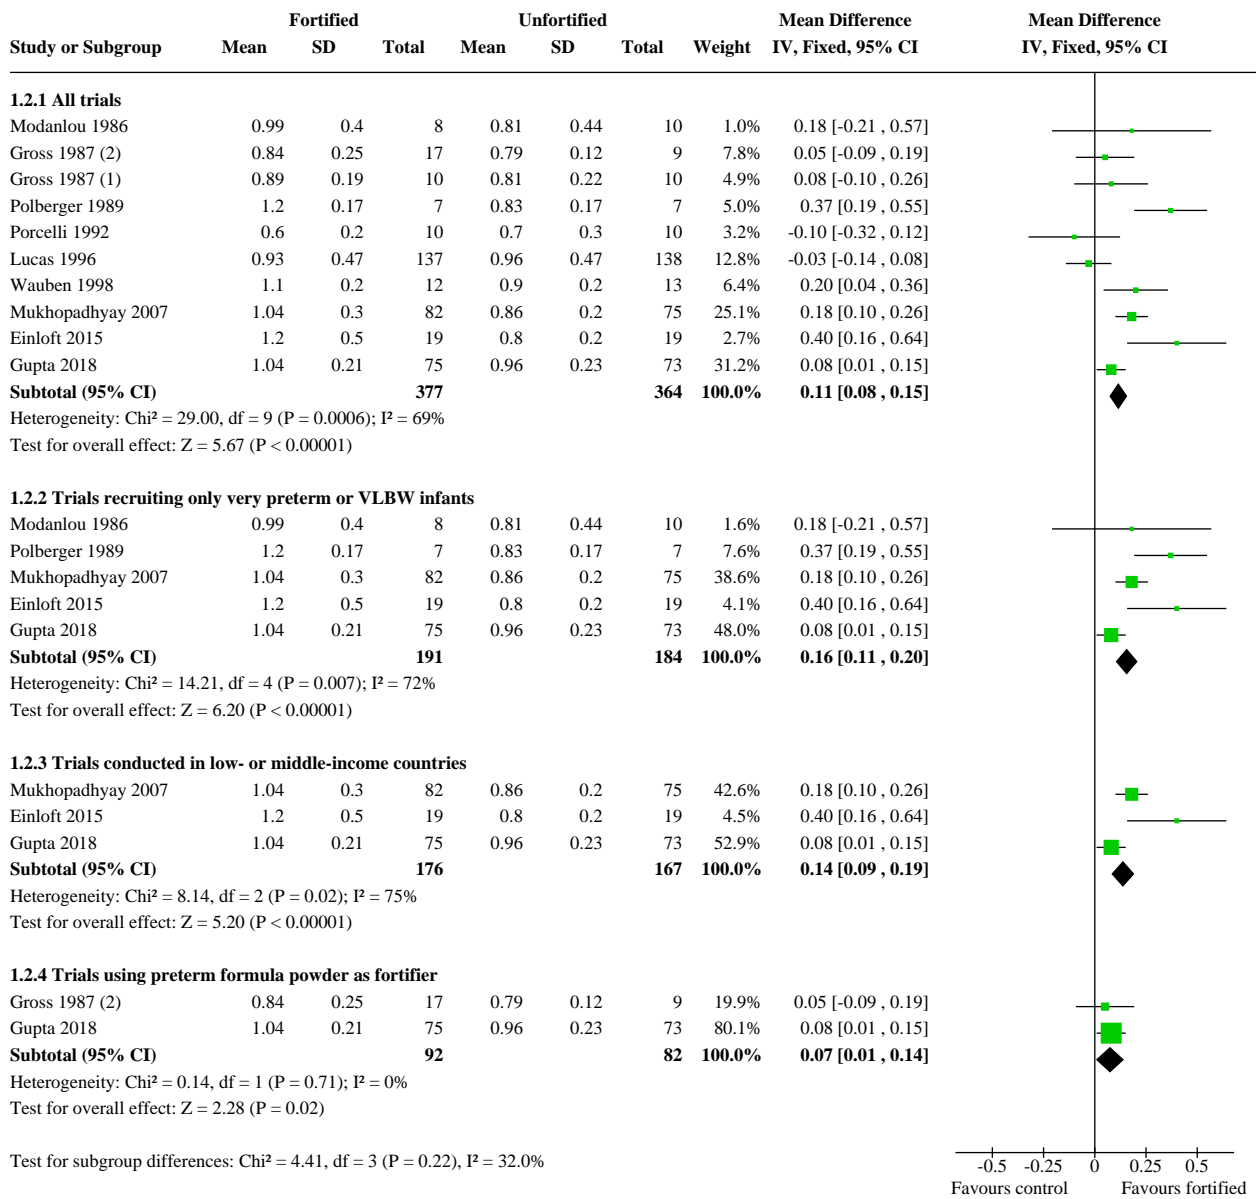 Fortified Unfortified Mean Difference Mean Difference
Study or Subgroup Mean SD Total Mean SD Total Weight IV, Fixed, 95% CI IV, Fixed, 95% CI
1.2.1 All trials
Modanlou 1986 0.99 0.4 8 0.81 0.44 10 1.0% 0.18 [-0.21 , 0.57]
Gross 1987 (2) 0.84 0.25 17 0.79 0.12 9 7.8% 0.05 [-0.09 , 0.19]
Gross 1987 (1) 0.89 0.19 10 0.81 0.22 10 4.9% 0.08 [-0.10 , 0.26]
Polberger 1989 1.2 0.17 7 0.83 0.17 7 5.0% 0.37 [0.19 , 0.55]
Porcelli 1992 0.6 0.2 10 0.7 0.3 10 3.2% -0.10 [-0.32 , 0.12]
Lucas 1996 0.93 0.47 137 0.96 0.47 138 12.8% -0.03 [-0.14 , 0.08]
Wauben 1998 1.1 0.2 12 0.9 0.2 13 6.4% 0.20 [0.04 , 0.36]
Mukhopadhyay 2007 1.04 0.3 82 0.86 0.2 75 25.1% 0.18 [0.10 , 0.26]
Einloft 2015 1.2 0.5 19 0.8 0.2 19 2.7% 0.40 [0.16 , 0.64]
Gupta 2018 1.04 0.21 75 0.96 0.23 73 31.2% 0.08 [0.01 , 0.15]
Subtotal (95% CI) 377 364 100.0% 0.11 [0.08 , 0.15]
Heterogeneity: Chi² = 29.00, df = 9 (P = 0.0006); I² = 69%
Test for overall effect: Z = 5.67 (P < 0.00001)
1.2.2 Trials recruiting only very preterm or VLBW infants
Modanlou 1986 0.99 0.4 8 0.81 0.44 10 1.6% 0.18 [-0.21 , 0.57]
Polberger 1989 1.2 0.17 7 0.83 0.17 7 7.6% 0.37 [0.19 , 0.55]
Mukhopadhyay 2007 1.04 0.3 82 0.86 0.2 75 38.6% 0.18 [0.10 , 0.26]
Einloft 2015 1.2 0.5 19 0.8 0.2 19 4.1% 0.40 [0.16 , 0.64]
Gupta 2018 1.04 0.21 75 0.96 0.23 73 48.0% 0.08 [0.01 , 0.15]
Subtotal (95% CI) 191 184 100.0% 0.16 [0.11 , 0.20]
Heterogeneity: Chi² = 14.21, df = 4 (P = 0.007); I² = 72%
Test for overall effect: Z = 6.20 (P < 0.00001)
1.2.3 Trials conducted in low- or middle-income countries
Mukhopadhyay 2007 1.04 0.3 82 0.86 0.2 75 42.6% 0.18 [0.10 , 0.26]
Einloft 2015 1.2 0.5 19 0.8 0.2 19 4.5% 0.40 [0.16 , 0.64]
Gupta 2018 1.04 0.21 75 0.96 0.23 73 52.9% 0.08 [0.01 , 0.15]
Subtotal (95% CI) 176 167 100.0% 0.14 [0.09 , 0.19]
Heterogeneity: Chi² = 8.14, df = 2 (P = 0.02); I² = 75%
Test for overall effect: Z = 5.20 (P < 0.00001)
1.2.4 Trials using preterm formula powder as fortifier
Gross 1987 (2) 0.84 0.25 17 0.79 0.12 9 19.9% 0.05 [-0.09 , 0.19]
Gupta 2018 1.04 0.21 75 0.96 0.23 73 80.1% 0.08 [0.01 , 0.15]
Subtotal (95% CI) 92 82 100.0% 0.07 [0.01 , 0.14]
Heterogeneity: Chi² = 0.14, df = 1 (P = 0.71); I² = 0%
Test for overall effect: Z = 2.28 (P = 0.02)
Test for subgroup differences: Chi² = 4.41, df = 3 (P = 0.22), I² = 32.0%
-0.5 -0.25 0 0.25 0.5
Favours control Favours fortified